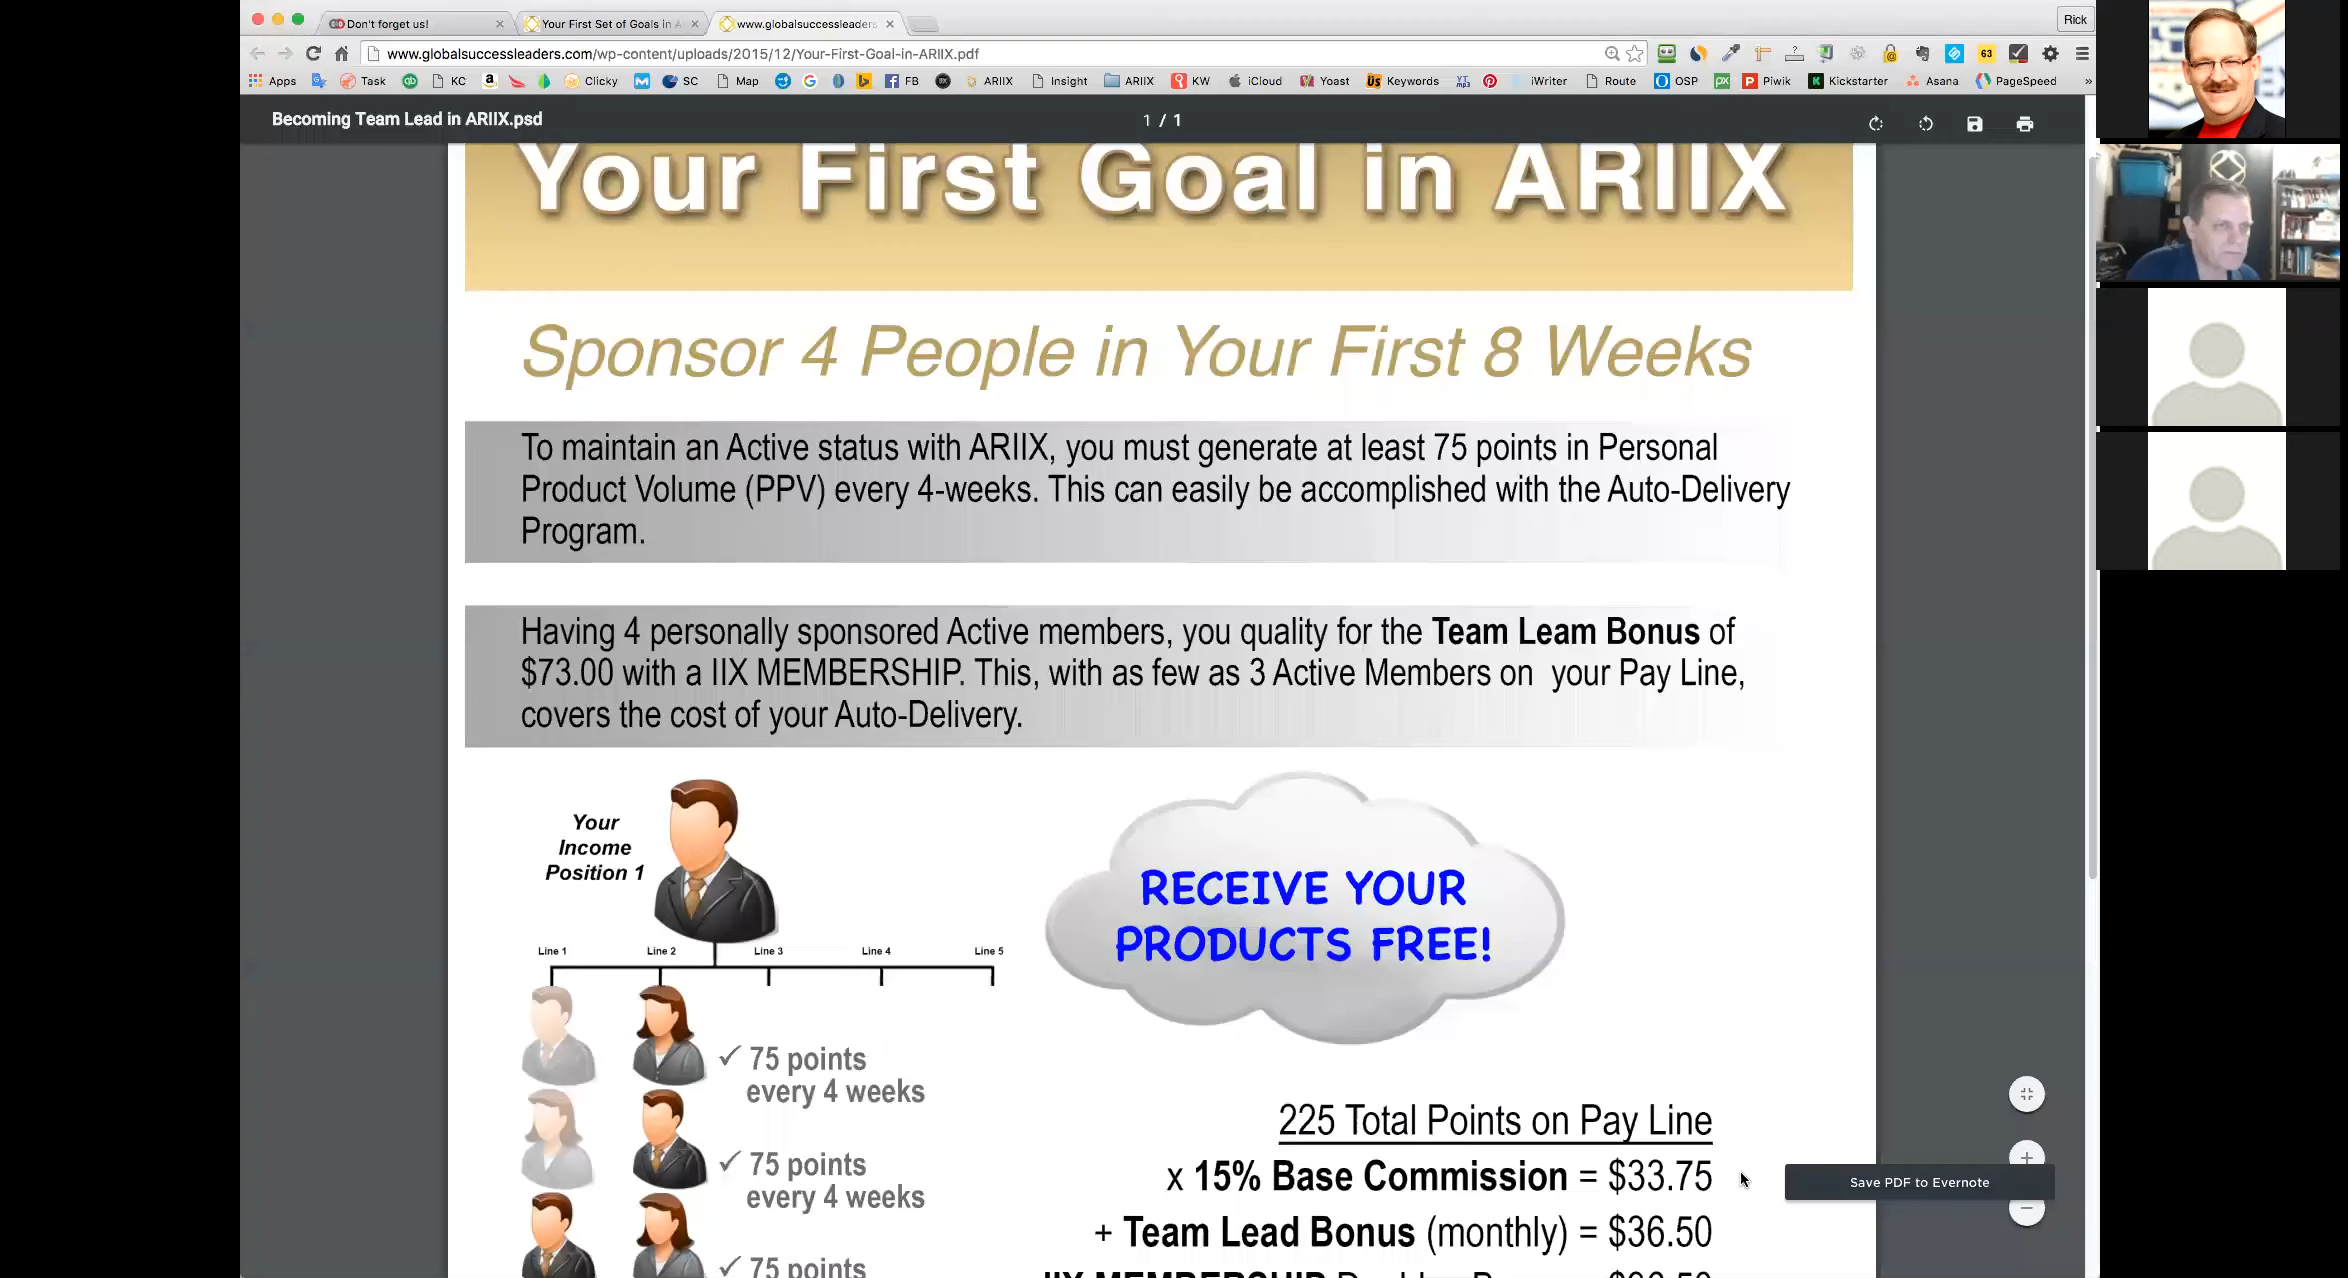 Don't forget us!
Your First Set of Goals in A
www.globalsuccessleaders
Rick
www.globalsuccessleaders.com/wp-content/uploads/2015/12/Your-First-Goal-in-ARIIX.pdf
63
Apps Task KC Clicky SC Map FB ARIIX Insight ARIIX KW iCloud Yoast Keywords iWriter Route OSP Piwik Kickstarter Asana PageSpeed »
Becoming Team Lead in ARIIX.psd
1 / 1
Your First Goal in ARIIX
Sponsor 4 People in Your First 8 Weeks
To maintain an Active status with ARIIX, you must generate at least 75 points in Personal
Product Volume (PPV) every 4-weeks. This can easily be accomplished with the Auto-Delivery
Program.
Having 4 personally sponsored Active members, you quality for the Team Leam Bonus of
$73.00 with a IIX MEMBERSHIP. This, with as few as 3 Active Members on your Pay Line,
covers the cost of your Auto-Delivery.
Your
Income
Position 1
Line 1 Line 2 Line 3 Line 4 Line 5
RECEIVE YOUR
PRODUCTS FREE!
✓ 75 points
every 4 weeks
✓ 75 points
every 4 weeks
✓ 75 points
225 Total Points on Pay Line
x 15% Base Commission = $33.75
+ Team Lead Bonus (monthly) = $36.50
IIX MEMBERSHIP
Save PDF to Evernote